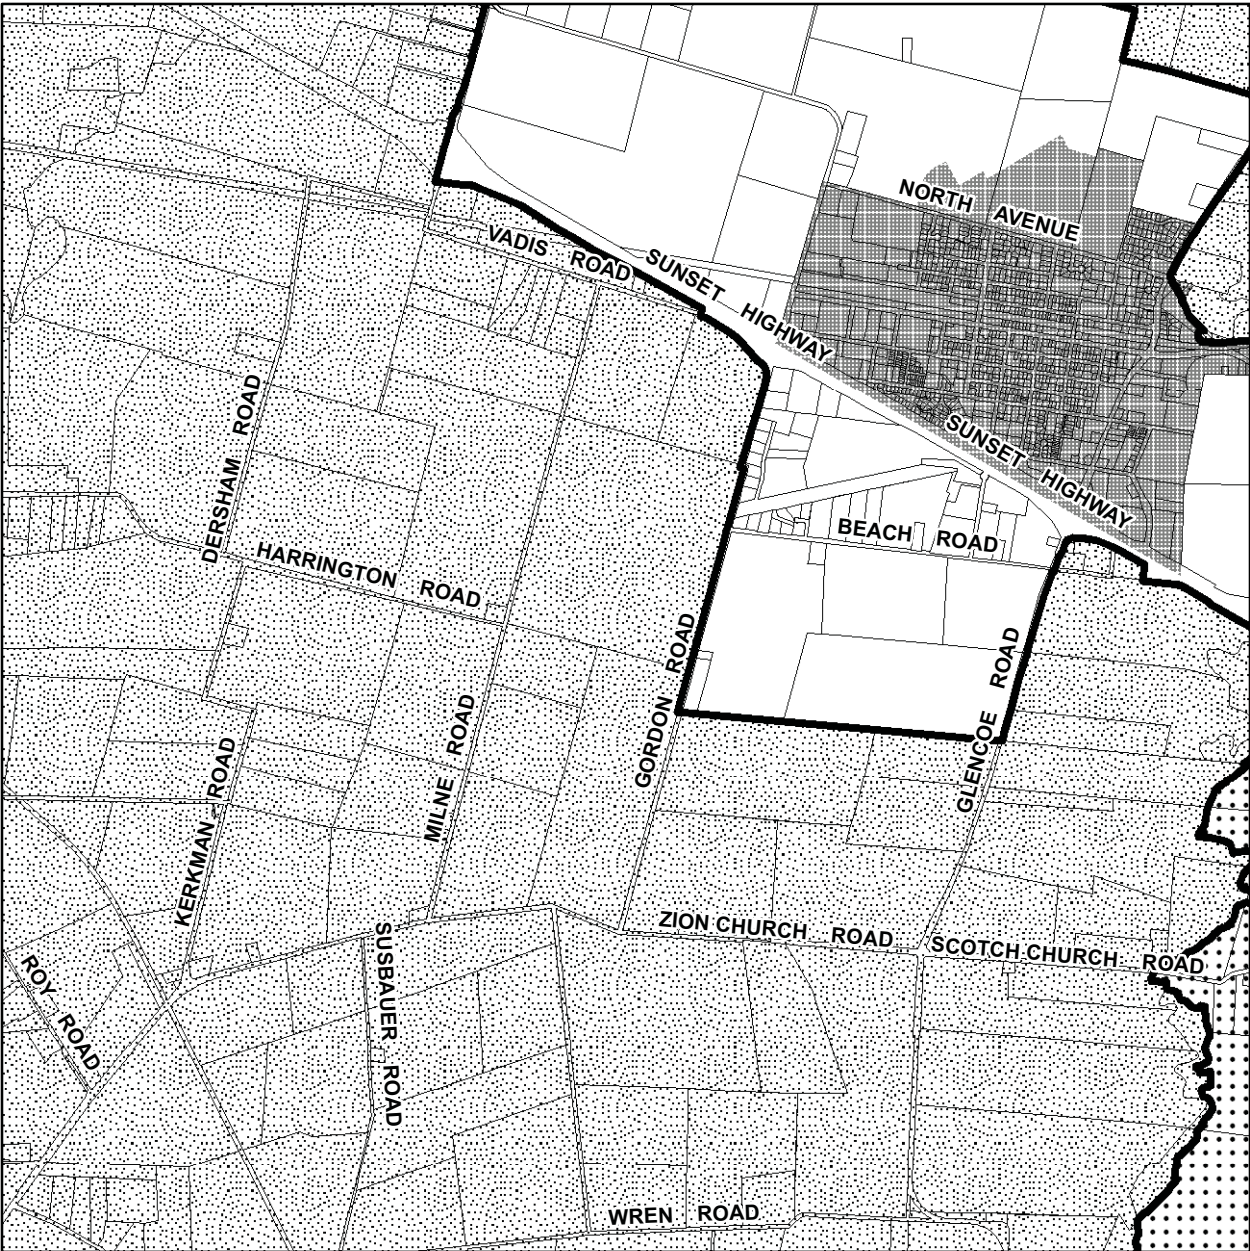 NORTH AVENUE
VADIS ROAD
SUNSET HIGHWAY
DERSHAM ROAD
SUNSET HIGHWAY
BEACH ROAD
HARRINGTON ROAD
GORDON ROAD
GLENCOE ROAD
MILNE ROAD
KERKMAN ROAD
ZION CHURCH ROAD
SCOTCH CHURCH ROAD
SUSBAUER ROAD
ROY ROAD
WREN ROAD